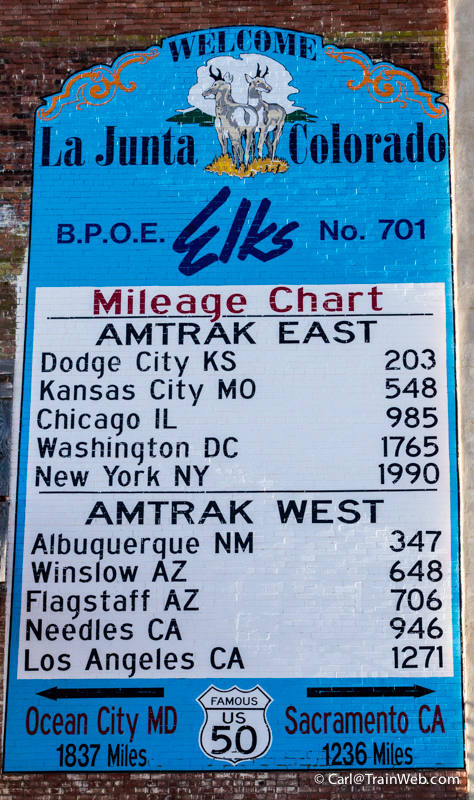 WELCOME
La Junta Colorado
B.P.O.E. Elks No. 701
Mileage Chart
AMTRAK EAST
Dodge City KS 203
Kansas City MO 548
Chicago IL 985
Washington DC 1765
New York NY 1990
AMTRAK WEST
Albuquerque NM 347
Winslow AZ 648
Flagstaff AZ 706
Needles CA 946
Los Angeles CA 1271
Ocean City MD
1837 Miles
FAMOUS
US
50
Sacramento CA
1236 Miles
© Carl@TrainWeb.com